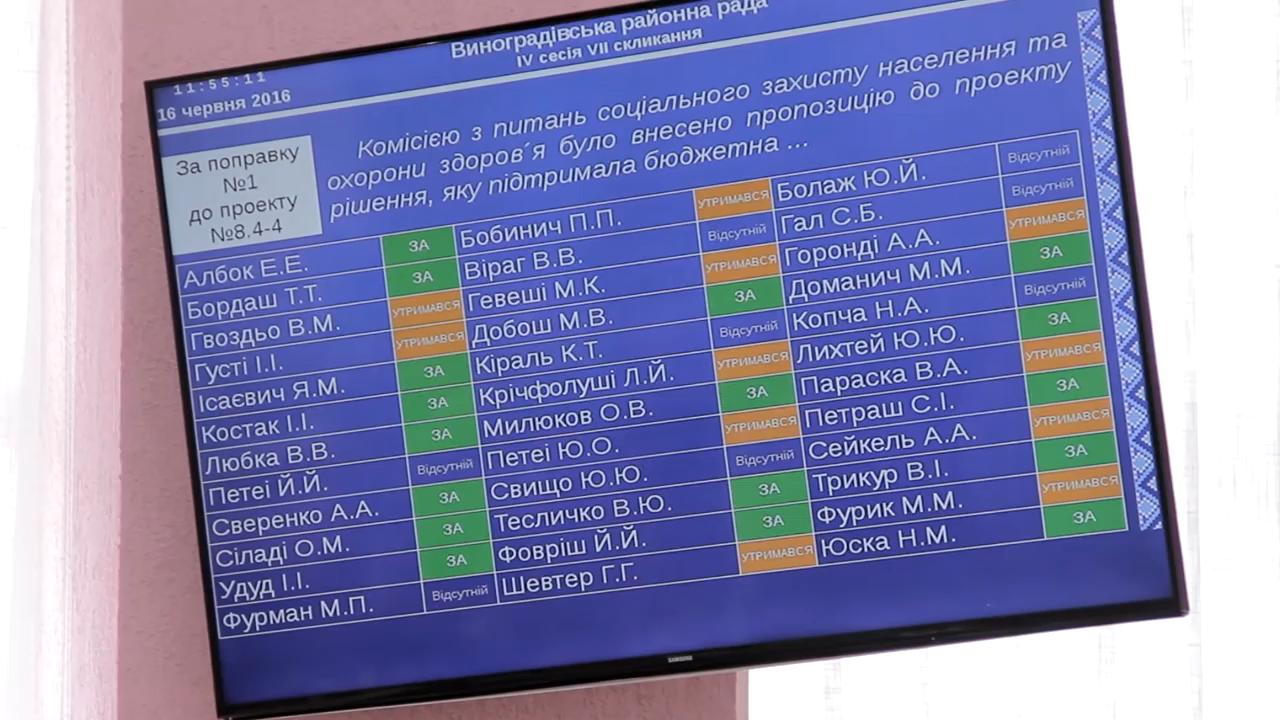 Виноградівська районна рада
IV сесія VII скликання
11:55:11
16 червня 2016
За поправку
№1
до проекту
№8.4-4
Комісією з питань соціального захисту населення та
охорони здоров´я було внесено пропозицію до проекту
рішення, яку підтримала бюджетна ...
Албок Е.Е. ЗА Бобинич П.П. УТРИМАВСЯ Болаж Ю.Й. Відсутній
Бордаш Т.Т. ЗА Віраг В.В. Відсутній Гал С.Б. Відсутній
Гвоздьо В.М. УТРИМАВСЯ Гевеші М.К. УТРИМАВСЯ Горонді А.А. УТРИМАВСЯ
Густі І.І. УТРИМАВСЯ Добош М.В. ЗА Доманич М.М. ЗА
Ісаєвич Я.М. ЗА Кіраль К.Т. Відсутній Копча Н.А. Відсутній
Костак І.І. ЗА Крічфолуші Л.Й. УТРИМАВСЯ Лихтей Ю.Ю. ЗА
Любка В.В. ЗА Милюков О.В. ЗА Параска В.А. УТРИМАВСЯ
Петеі Й.Й. Відсутній Петеі Ю.О. УТРИМАВСЯ Петраш С.І. ЗА
Сверенко А.А. ЗА Свищо Ю.Ю. Відсутній Сейкель А.А. УТРИМАВСЯ
Сіладі О.М. ЗА Тесличко В.Ю. ЗА Трикур В.І. ЗА
Удуд І.І. ЗА Фовріш Й.Й. ЗА Фурик М.М. УТРИМАВСЯ
Фурман М.П. Відсутній Шевтер Г.Г. УТРИМАВСЯ Юска Н.М. ЗА
SAMSUNG